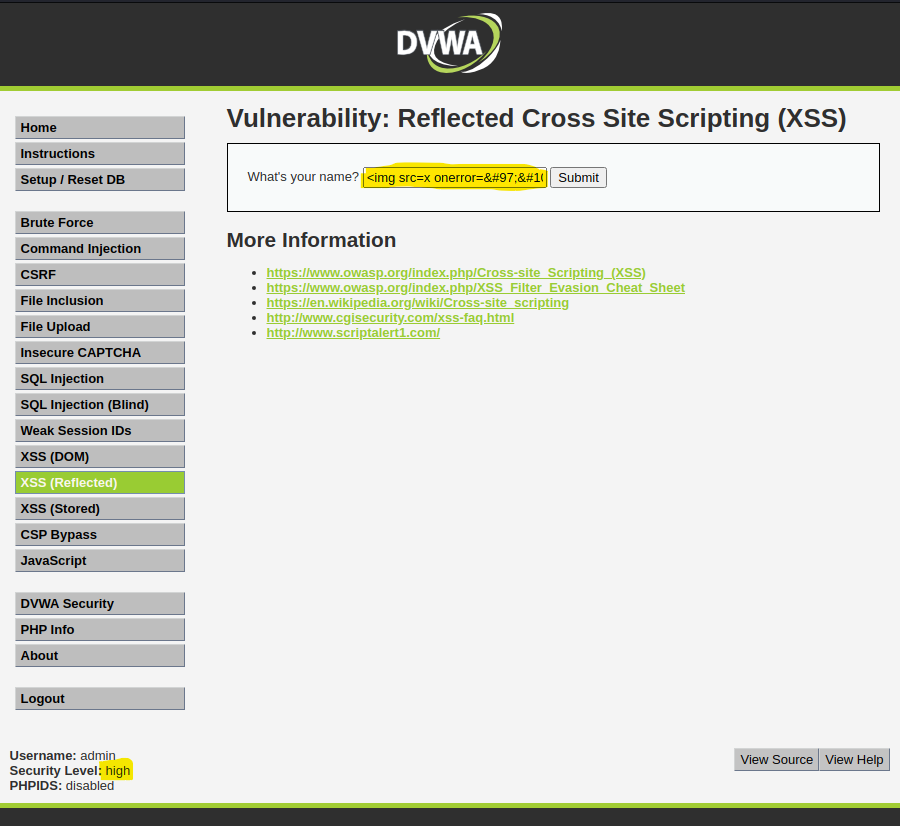 DVWA
Vulnerability: Reflected Cross Site Scripting (XSS)
Home
Instructions
Setup / Reset DB
Brute Force
Command Injection
CSRF
File Inclusion
File Upload
Insecure CAPTCHA
SQL Injection
SQL Injection (Blind)
Weak Session IDs
XSS (DOM)
XSS (Reflected)
XSS (Stored)
CSP Bypass
JavaScript
DVWA Security
PHP Info
About
Logout
What's your name? <img src=x onerror=&#97;&#10 Submit
More Information
https://www.owasp.org/index.php/Cross-site_Scripting_(XSS)
https://www.owasp.org/index.php/XSS_Filter_Evasion_Cheat_Sheet
https://en.wikipedia.org/wiki/Cross-site_scripting
http://www.cgisecurity.com/xss-faq.html
http://www.scriptalert1.com/
Username: admin
Security Level: high
PHPIDS: disabled
View Source View Help